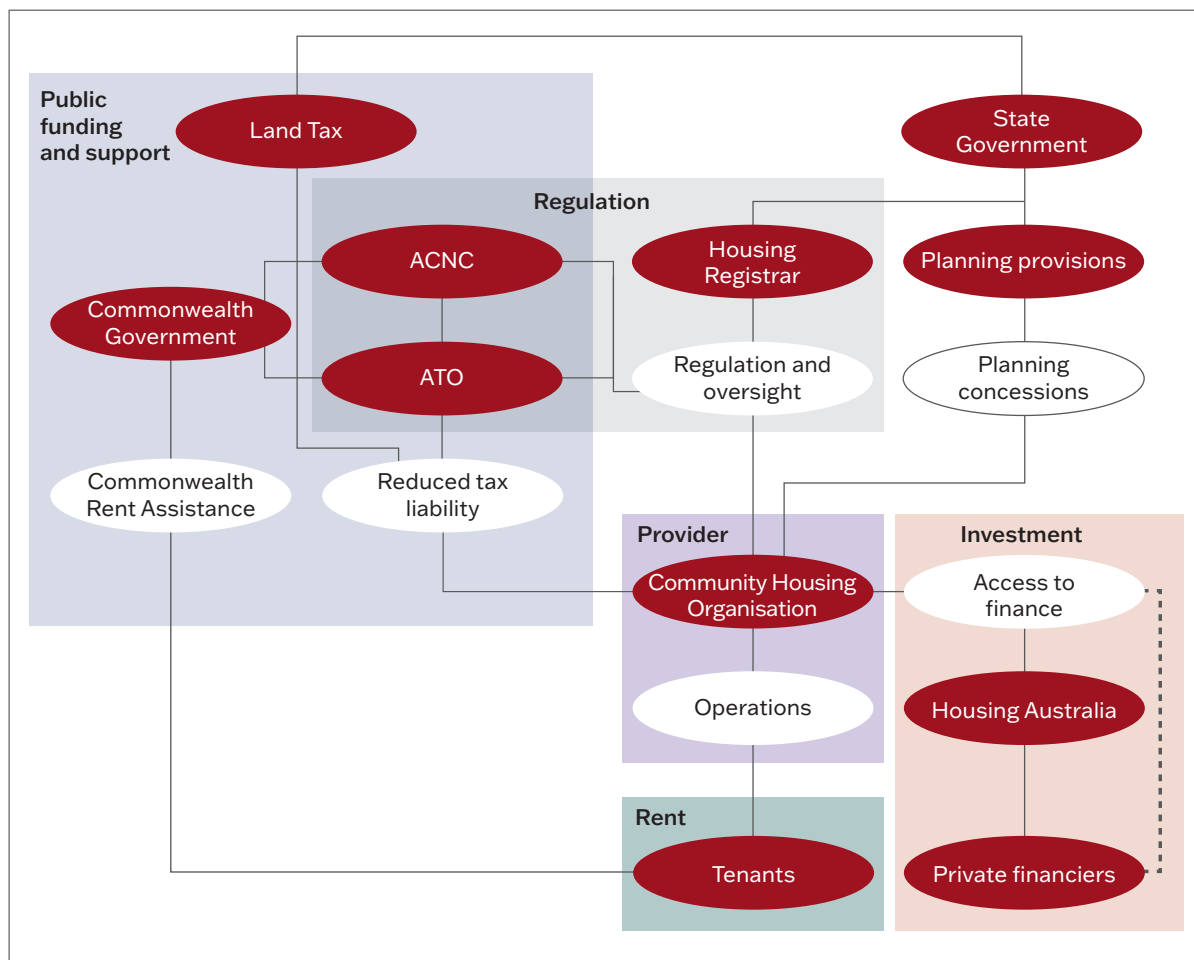 Public
funding
and support
Land Tax
State
Government
Regulation
ACNC
Housing
Registrar
Planning provisions
Commonwealth
Government
ATO
Regulation and
oversight
Planning
concessions
Commonwealth
Rent Assistance
Reduced tax
liability
Provider
Investment
Community Housing
Organisation
Access to
finance
Operations
Housing Australia
Rent
Tenants
Private financiers